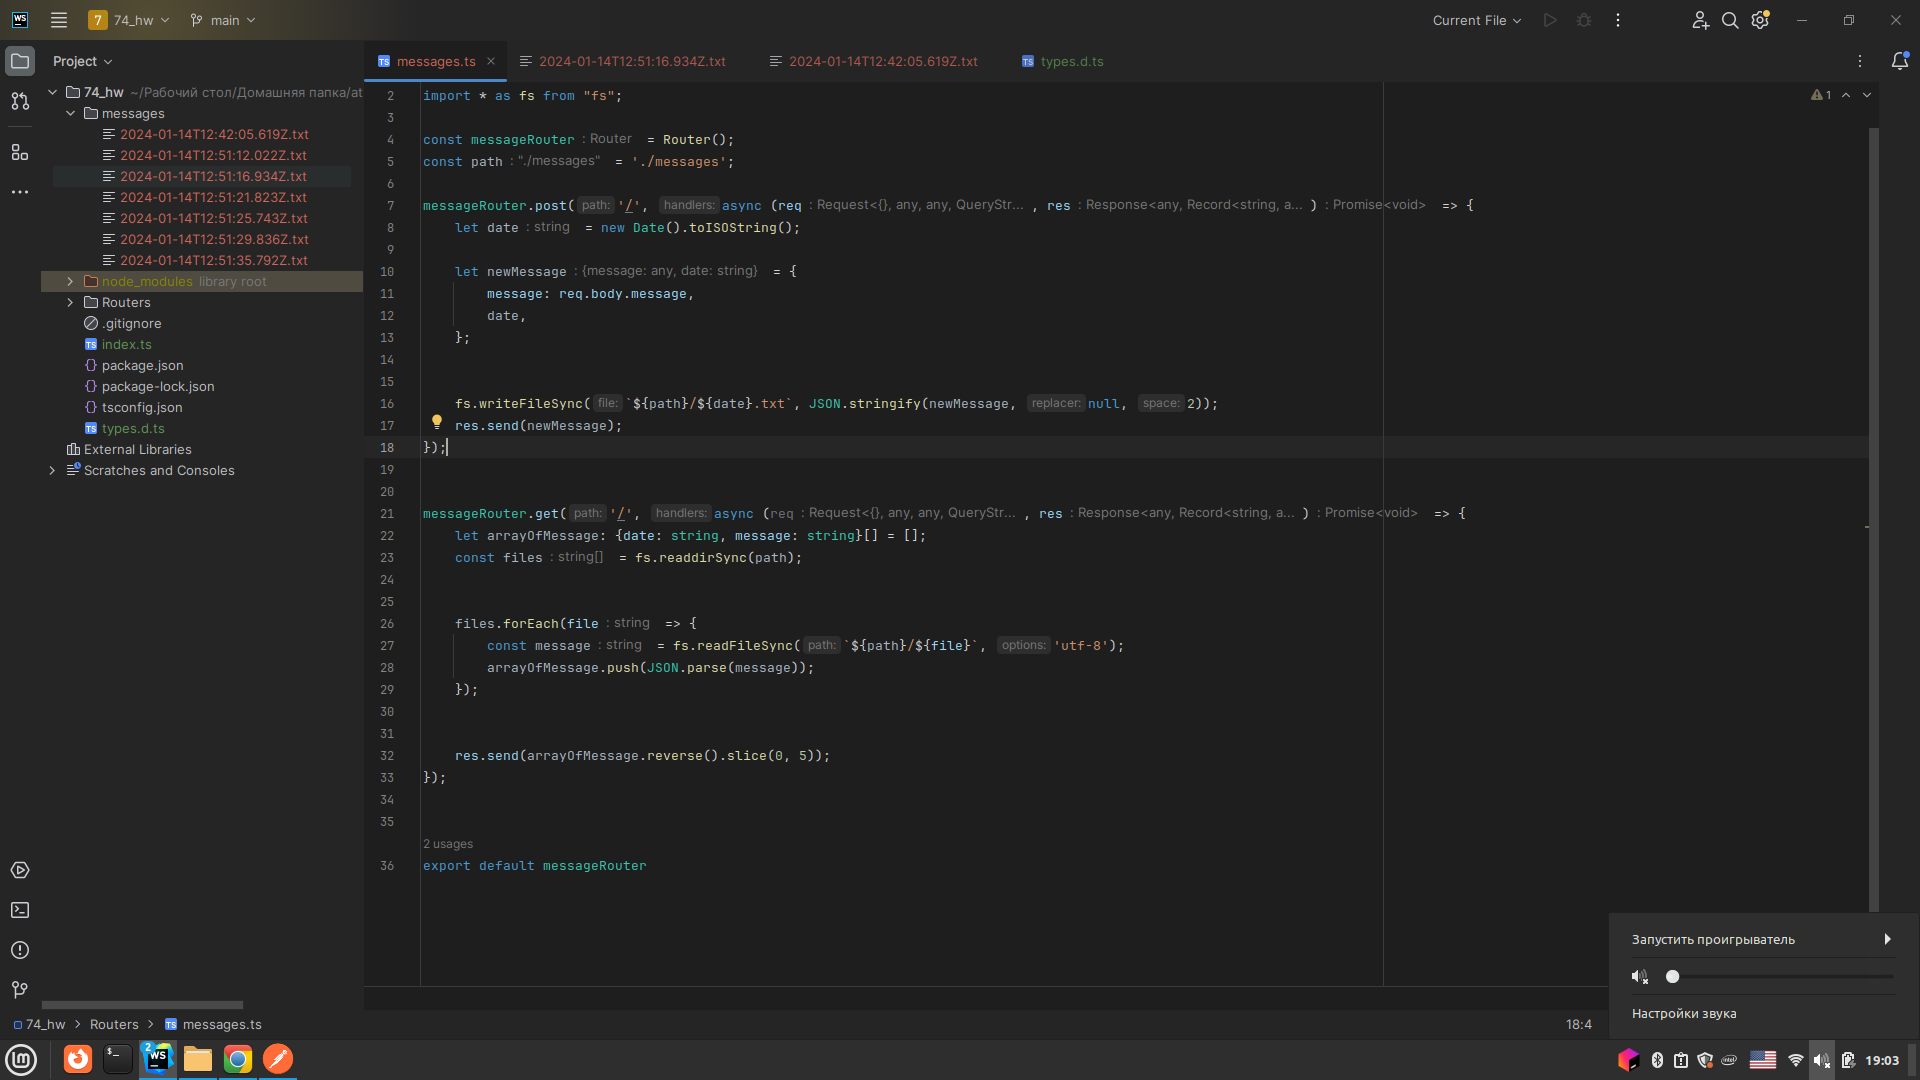 WS 7 74_hw main Current File
Project
messages.ts 2024-01-14T12:51:16.934Z.txt 2024-01-14T12:42:05.619Z.txt types.d.ts
74_hw ~/Рабочий стол/Домашняя папка/at
messages
2024-01-14T12:42:05.619Z.txt
2024-01-14T12:51:12.022Z.txt
2024-01-14T12:51:16.934Z.txt
2024-01-14T12:51:21.823Z.txt
2024-01-14T12:51:25.743Z.txt
2024-01-14T12:51:29.836Z.txt
2024-01-14T12:51:35.792Z.txt
node_modules library root
Routers
.gitignore
index.ts
package.json
package-lock.json
tsconfig.json
types.d.ts
External Libraries
Scratches and Consoles
1
2 import * as fs from "fs";
3
4 const messageRouter : Router = Router();
5 const path : "./messages" = './messages';
6
7 messageRouter.post( path: '/', handlers: async (req : Request<{}, any, any, QueryStr... , res : Response<any, Record<string, a... ) : Promise<void> => {
8 let date : string = new Date().toISOString();
9
10 let newMessage : {message: any, date: string} = {
11 message: req.body.message,
12 date,
13 };
14
15
16 fs.writeFileSync( file: `${path}/${date}.txt`, JSON.stringify(newMessage, replacer: null, space: 2));
17 res.send(newMessage);
18 });
19
20
21 messageRouter.get( path: '/', handlers: async (req : Request<{}, any, any, QueryStr... , res : Response<any, Record<string, a... ) : Promise<void> => {
22 let arrayOfMessage: {date: string, message: string}[] = [];
23 const files : string[] = fs.readdirSync(path);
24
25
26 files.forEach(file : string => {
27 const message : string = fs.readFileSync( path: `${path}/${file}`, options: 'utf-8');
28 arrayOfMessage.push(JSON.parse(message));
29 });
30
31
32 res.send(arrayOfMessage.reverse().slice(0, 5));
33 });
34
35
2 usages
36 export default messageRouter
Запустить проигрыватель
Настройки звука
74_hw Routers messages.ts 18:4
2 WS 19:03